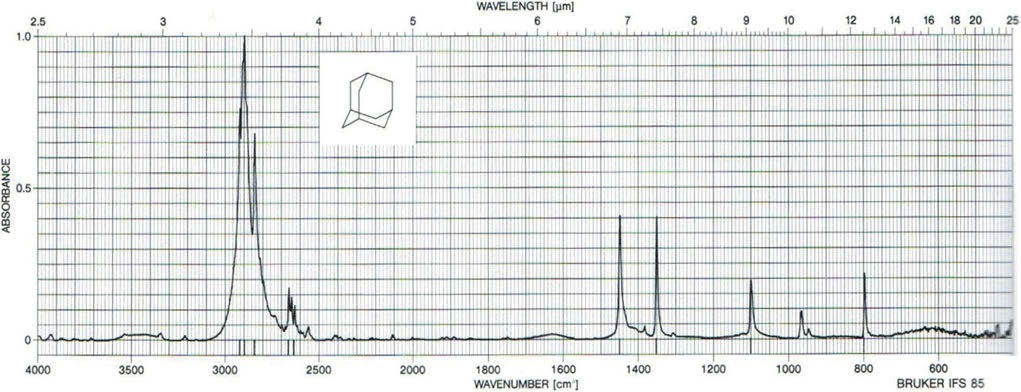 WAVELENGTH [µm]
2.5 3 4 5 6 7 8 9 10 12 14 16 18 20 25
1.0
0.5
0
ABSORBANCE
4000 3500 3000 2500 2000 1800 1600 1400 1200 1000 800 600
WAVENUMBER [cm⁻¹]
BRUKER IFS 85